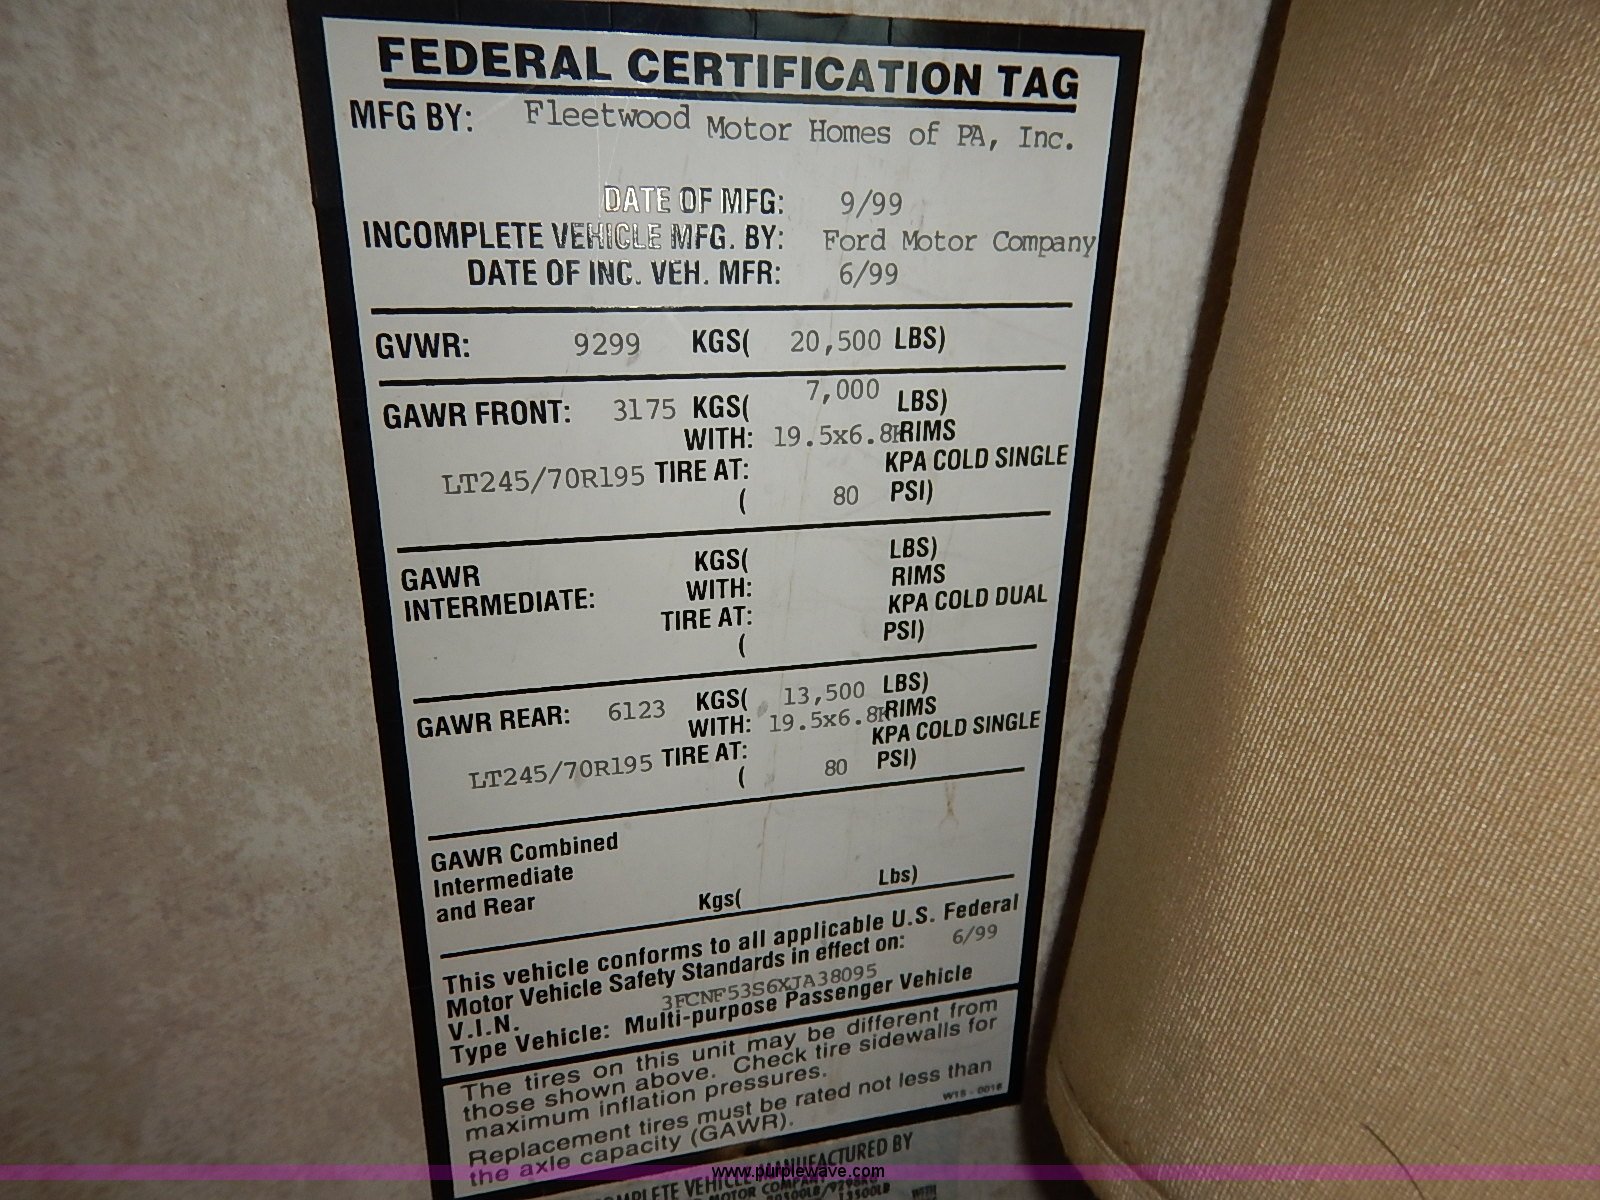 FEDERAL CERTIFICATION TAG
MFG BY: Fleetwood Motor Homes of PA, Inc.
DATE OF MFG: 9/99
INCOMPLETE VEHICLE MFG. BY: Ford Motor Company
DATE OF INC. VEH. MFR: 6/99
GVWR: 9299 KGS( 20,500 LBS)
GAWR FRONT: 3175 KGS( 7,000 LBS)
WITH: 19.5x6.8 RIMS
LT245/70R195 TIRE AT: KPA COLD SINGLE
( 80 PSI)
GAWR KGS( LBS)
INTERMEDIATE: WITH: RIMS
TIRE AT: KPA COLD DUAL
( PSI)
GAWR REAR: 6123 KGS( 13,500 LBS)
WITH: 19.5x6.8 RIMS
LT245/70R195 TIRE AT: KPA COLD SINGLE
( 80 PSI)
GAWR Combined
Intermediate
and Rear Kgs( Lbs)
This vehicle conforms to all applicable U.S. Federal
Motor Vehicle Safety Standards in effect on: 6/99
V.I.N. 3FCNF53S6XJA38095
Type Vehicle: Multi-purpose Passenger Vehicle
The tires on this unit may be different from
those shown above. Check tire sidewalls for
maximum inflation pressures.
Replacement tires must be rated not less than
the axle capacity (GAWR).
W15 - 0016
VEHICLE MANUFACTURED BY
MOTOR COMPANY
www.purplewave.com